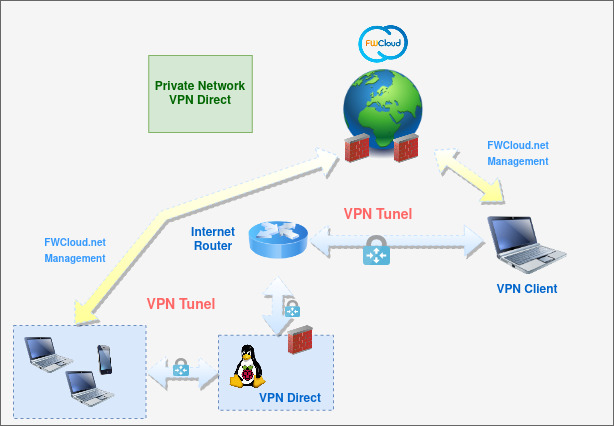 FWCloud
Private Network
VPN Direct
FWCloud.net
Management
VPN Tunel
Internet
Router
FWCloud.net
Management
VPN Client
VPN Tunel
VPN Direct